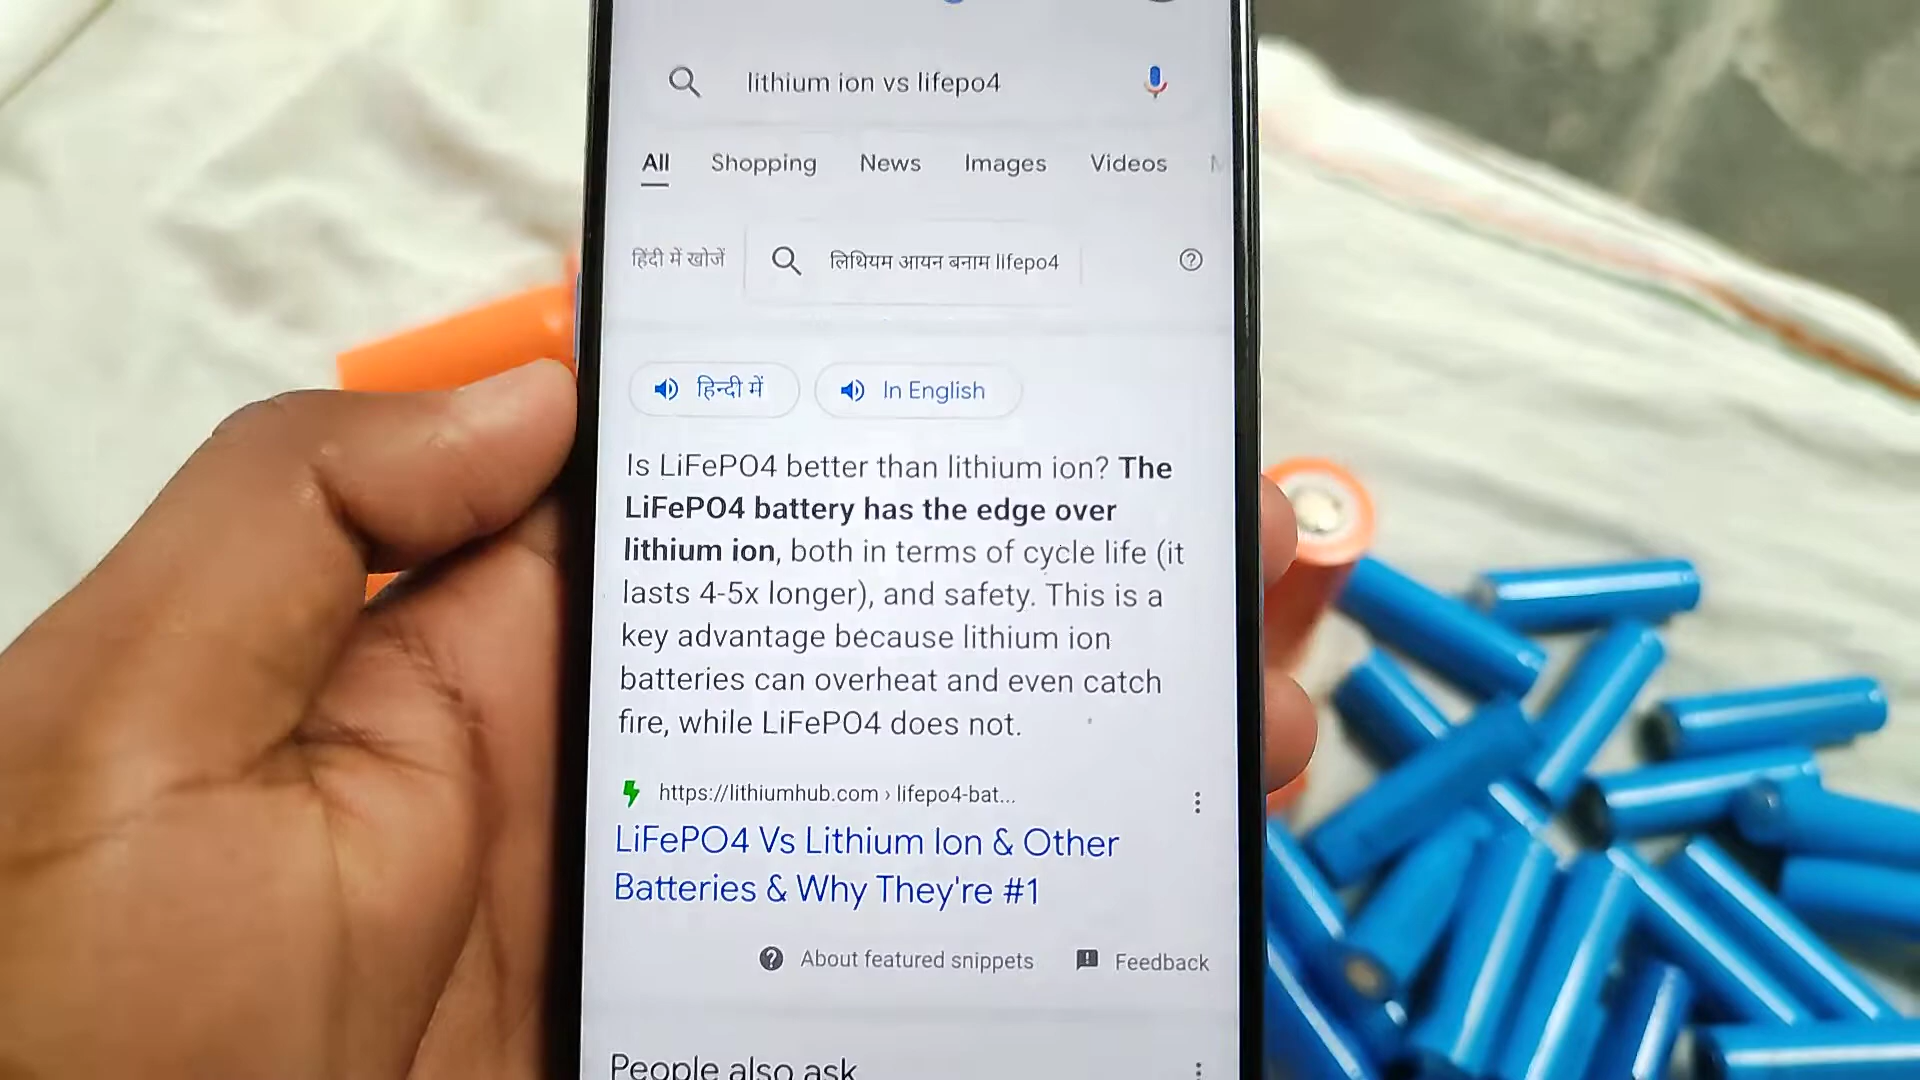 lithium ion vs lifepo4
All Shopping News Images Videos
हिंदी में खोजें लिथियम आयन बनाम lifepo4
हिन्दी में In English
Is LiFePO4 better than lithium ion? The
LiFePO4 battery has the edge over
lithium ion, both in terms of cycle life (it
lasts 4-5x longer), and safety. This is a
key advantage because lithium ion
batteries can overheat and even catch
fire, while LiFePO4 does not.
https://lithiumhub.com › lifepo4-bat...
LiFePO4 Vs Lithium Ion & Other
Batteries & Why They're #1
About featured snippets Feedback
People also ask